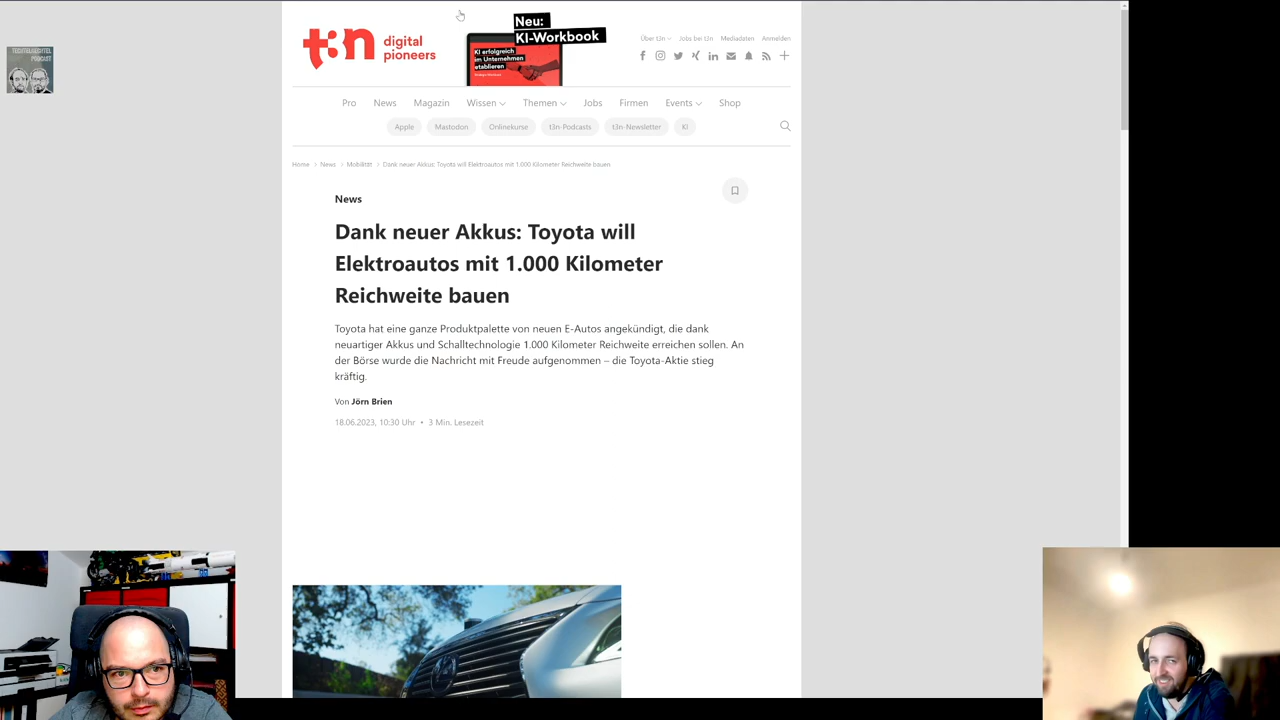 TECHTELMECHTEL
PODCAST
t3n digital
pioneers
Neu:
KI-Workbook
KI erfolgreich
im Unternehmen
etablieren
Über t3n
Jobs bei t3n
Mediadaten
Anmelden
Pro
News
Magazin
Wissen
Themen
Jobs
Firmen
Events
Shop
Apple
Mastodon
Onlinekurse
t3n-Podcasts
t3n-Newsletter
KI
Home > News > Mobilität > Dank neuer Akkus: Toyota will Elektroautos mit 1.000 Kilometer Reichweite bauen
News
Dank neuer Akkus: Toyota will
Elektroautos mit 1.000 Kilometer
Reichweite bauen
Toyota hat eine ganze Produktpalette von neuen E-Autos angekündigt, die dank
neuartiger Akkus und Schalltechnologie 1.000 Kilometer Reichweite erreichen sollen. An
der Börse wurde die Nachricht mit Freude aufgenommen – die Toyota-Aktie stieg
kräftig.
Von Jörn Brien
18.06.2023, 10:30 Uhr • 3 Min. Lesezeit